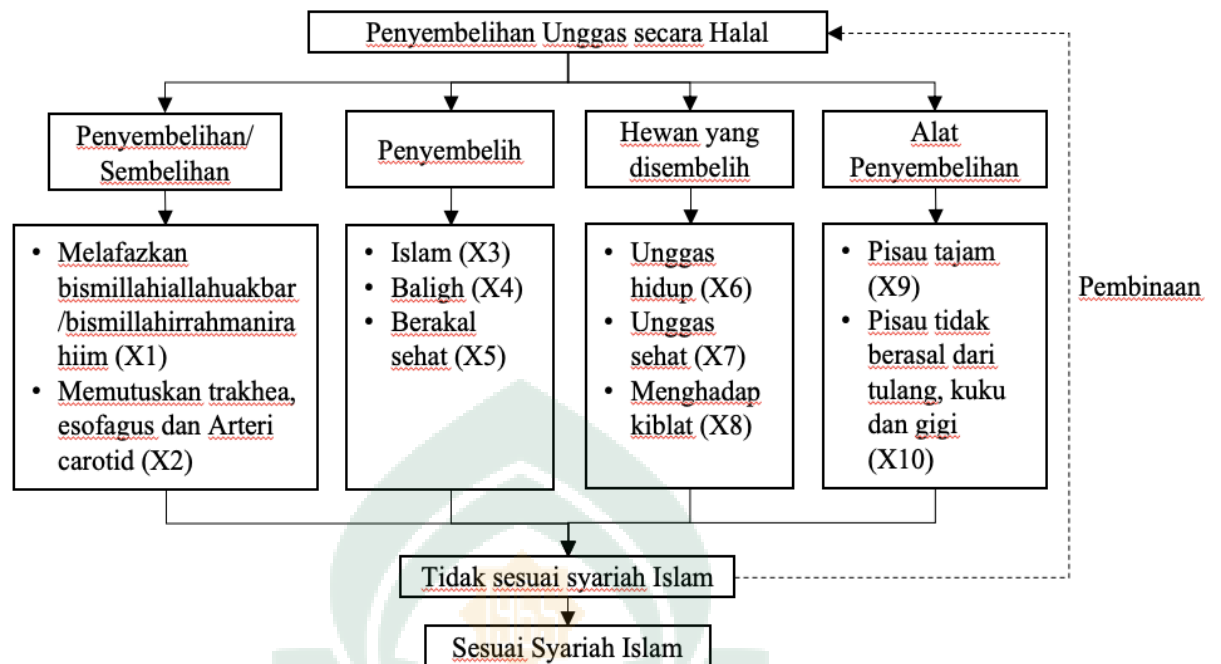 Penyembelihan Unggas secara Halal
Penyembelihan/
Sembelihan
Penyembelih
Hewan yang
disembelih
Alat
Penyembelihan
• Melafazkan
bismillahiallahuakbar
/bismillahirrahmanira
hiim (X1)
• Memutuskan trakhea,
esofagus dan Arteri
carotid (X2)
• Islam (X3)
• Baligh (X4)
• Berakal
sehat (X5)
• Unggas
hidup (X6)
• Unggas
sehat (X7)
• Menghadap
kiblat (X8)
• Pisau tajam
(X9)
• Pisau tidak
berasal dari
tulang, kuku
dan gigi
(X10)
Pembinaan
Tidak sesuai syariah Islam
Sesuai Syariah Islam